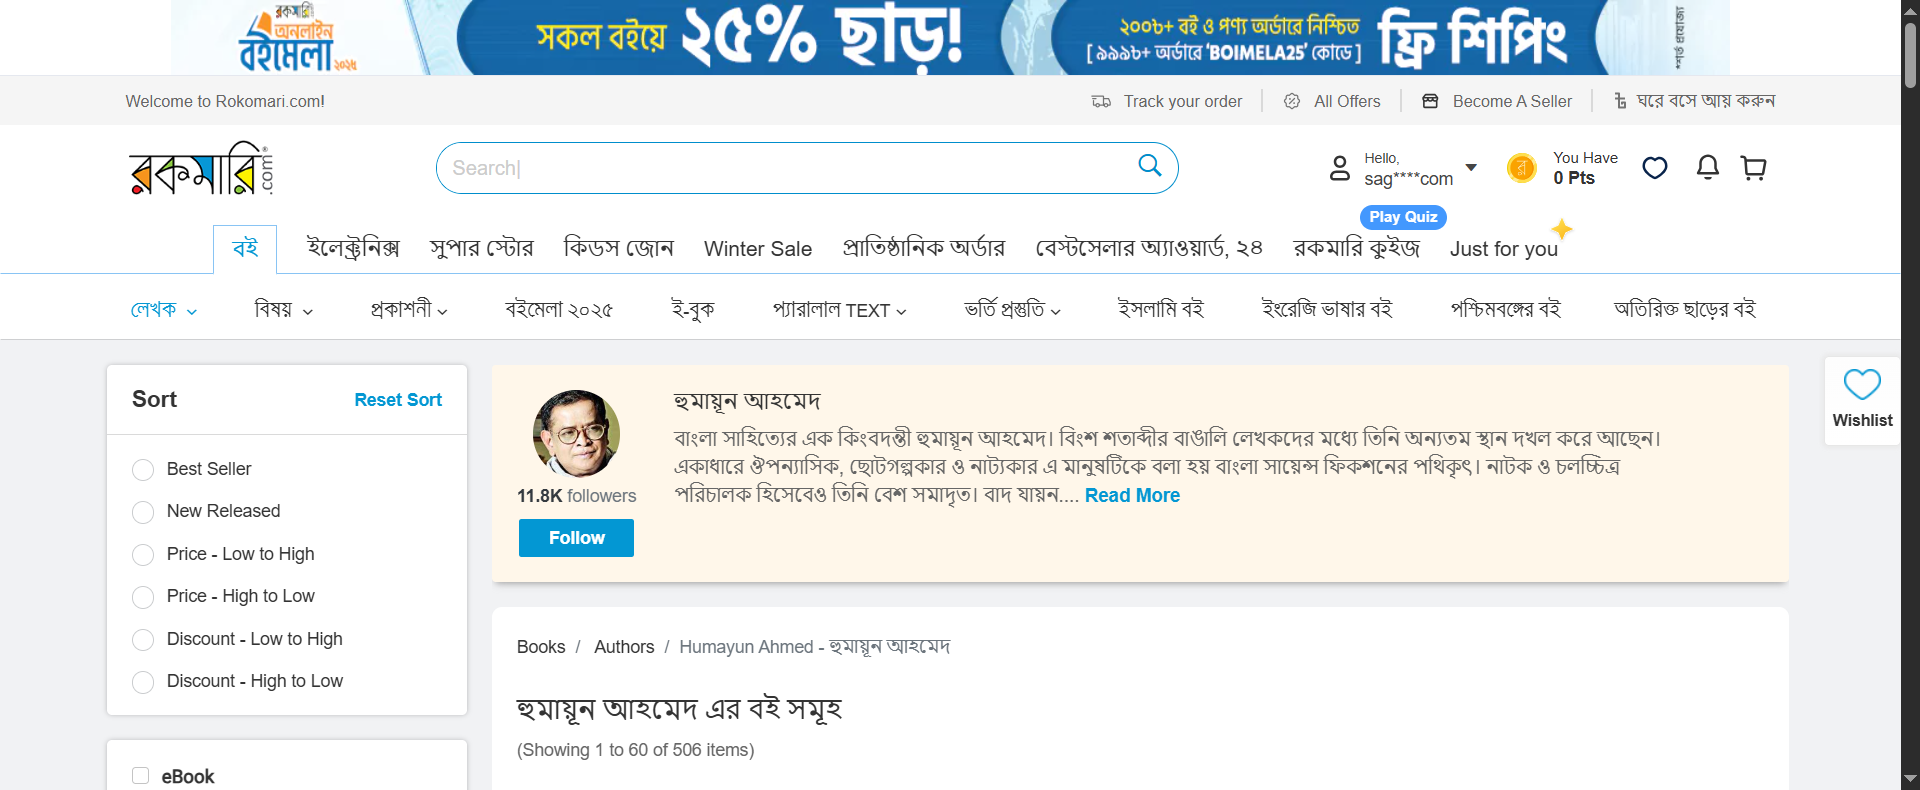 রকমারি
অনলাইন
বইমেলা ২০২৫
সকল বইয়ে ২৫% ছাড়!
২০০৮+ বই ও পণ্য অর্ডারে নিশ্চিত
[ ৯৯৯৮+ অর্ডারে ‘BOIMELA25’ কোডে ]
ফ্রি শিপিং
*শর্ত প্রযোজ্য
Welcome to Rokomari.com!
Track your order
All Offers
Become A Seller
ঘরে বসে আয় করুন
রকমারি.com
Search
Hello,
sag****com
You Have
0 Pts
Play Quiz
বই ইলেক্ট্রনিক্স সুপার স্টোর কিডস জোন Winter Sale প্রাতিষ্ঠানিক অর্ডার বেস্টসেলার অ্যাওয়ার্ড, ২৪ রকমারি কুইজ Just for you
লেখক বিষয় প্রকাশনী বইমেলা ২০২৫ ই-বুক প্যারালাল TEXT ভর্তি প্রস্তুতি ইসলামি বই ইংরেজি ভাষার বই পশ্চিমবঙ্গের বই অতিরিক্ত ছাড়ের বই
Sort
Reset Sort
Best Seller
New Released
Price - Low to High
Price - High to Low
Discount - Low to High
Discount - High to Low
eBook
11.8K followers
Follow
হুমায়ূন আহমেদ
বাংলা সাহিত্যের এক কিংবদন্তী হুমায়ূন আহমেদ। বিংশ শতাব্দীর বাঙালি লেখকদের মধ্যে তিনি অন্যতম স্থান দখল করে আছেন।
একাধারে ঔপন্যাসিক, ছোটগল্পকার ও নাট্যকার এ মানুষটিকে বলা হয় বাংলা সায়েন্স ফিকশনের পথিকৃৎ। নাটক ও চলচ্চিত্র
পরিচালক হিসেবেও তিনি বেশ সমাদৃত। বাদ যায়ন.... Read More
Wishlist
Books / Authors / Humayun Ahmed - হুমায়ূন আহমেদ
হুমায়ূন আহমেদ এর বই সমূহ
(Showing 1 to 60 of 506 items)